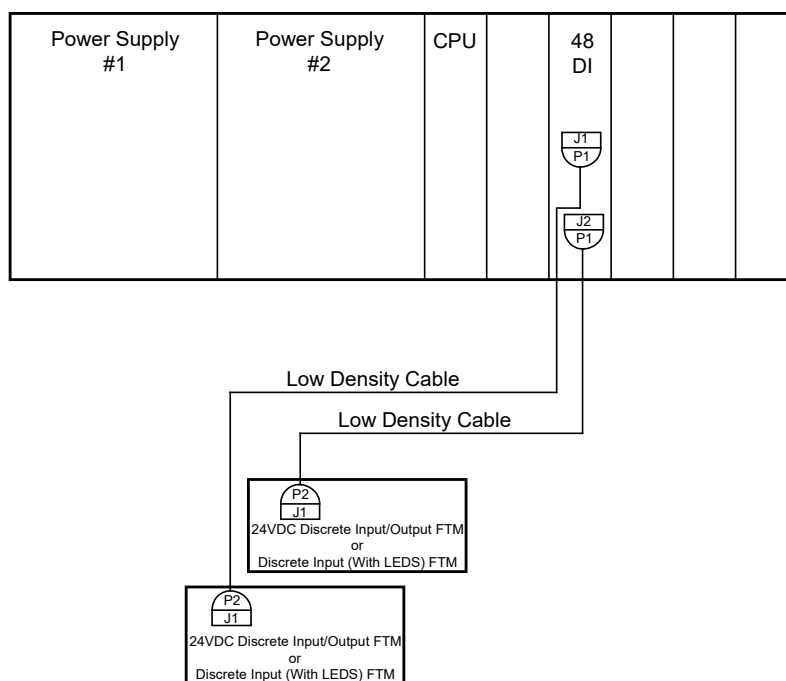 Power Supply
#1
Power Supply
#2
CPU
48
DI
J1
P1
J2
P1
Low Density Cable
Low Density Cable
P2
J1
24VDC Discrete Input/Output FTM
or
Discrete Input (With LEDS) FTM
P2
J1
24VDC Discrete Input/Output FTM
or
Discrete Input (With LEDS) FTM